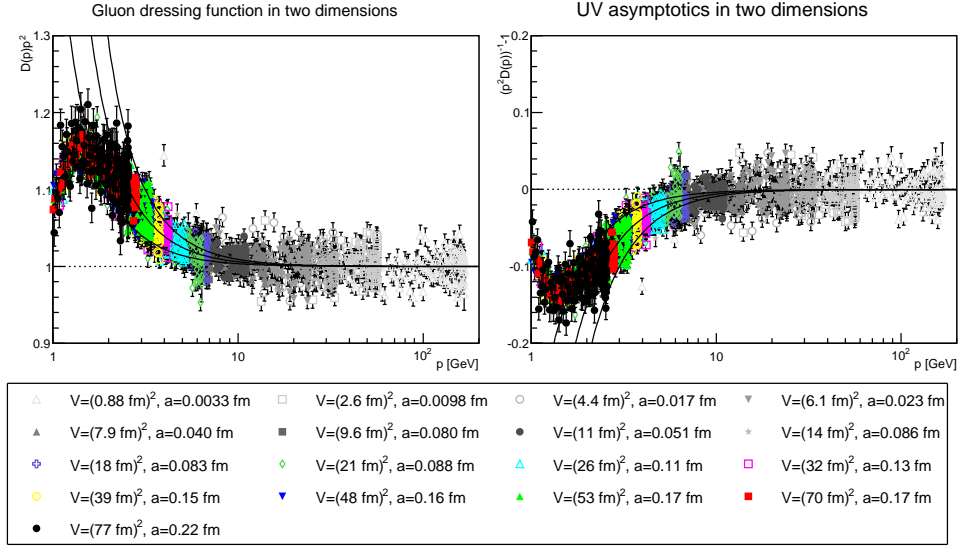 Gluon dressing function in two dimensions
D(p)p²
1.3
1.2
1.1
1
0.9
1
10
10²
p [GeV]
UV asymptotics in two dimensions
(p²D(p))⁻¹-1
0.2
0.1
0
-0.1
-0.2
1
10
10²
p [GeV]
V=(0.88 fm)², a=0.0033 fm
V=(2.6 fm)², a=0.0098 fm
V=(4.4 fm)², a=0.017 fm
V=(6.1 fm)², a=0.023 fm
V=(7.9 fm)², a=0.040 fm
V=(9.6 fm)², a=0.080 fm
V=(11 fm)², a=0.051 fm
V=(14 fm)², a=0.086 fm
V=(18 fm)², a=0.083 fm
V=(21 fm)², a=0.088 fm
V=(26 fm)², a=0.11 fm
V=(32 fm)², a=0.13 fm
V=(39 fm)², a=0.15 fm
V=(48 fm)², a=0.16 fm
V=(53 fm)², a=0.17 fm
V=(70 fm)², a=0.17 fm
V=(77 fm)², a=0.22 fm